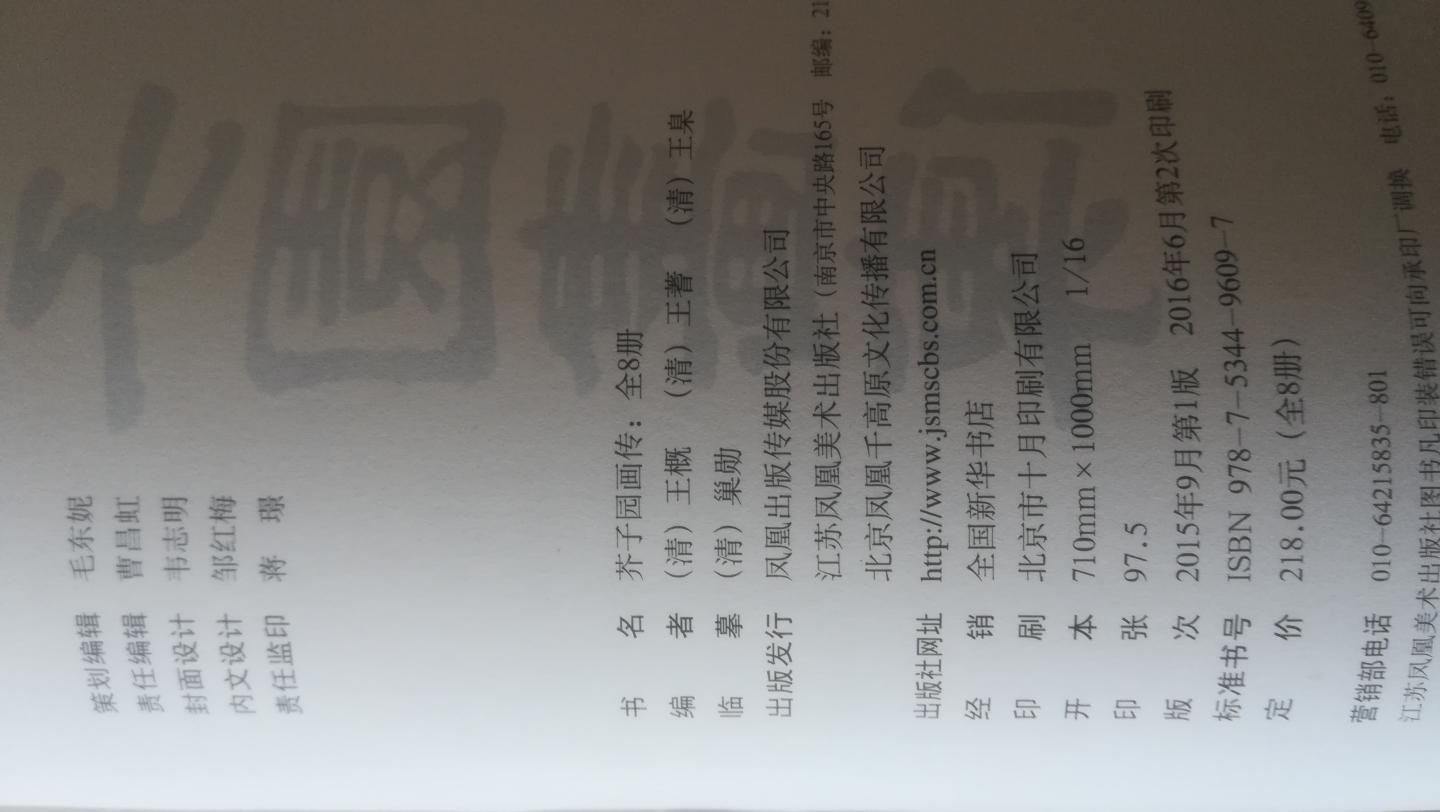 策划编辑 毛东妮
责任编辑 曹昌虹
封面设计 韦志明
内文设计 邹红梅
责任监印 蒋 璟
书 名 芥子园画传：全8册
编 者 （清）王概 （清）王蓍 （清）王臬
临 摹 （清）巢勋
出版发行 凤凰出版传媒股份有限公司
江苏凤凰美术出版社（南京市中央路165号 邮编：21
北京凤凰千高原文化传播有限公司
出版社网址 http://www.jsmscbs.com.cn
经 销 全国新华书店
印 刷 北京市十月印刷有限公司
开 本 710mm×1000mm 1/16
印 张 97.5
版 次 2015年9月第1版 2016年6月第2次印刷
标准书号 ISBN 978-7-5344-9609-7
定 价 218.00元（全8册）
营销部电话 010-64215835-801
江苏凤凰美术出版社图书凡印装错误可向承印厂调换 电话：010-6409
子園畫傳